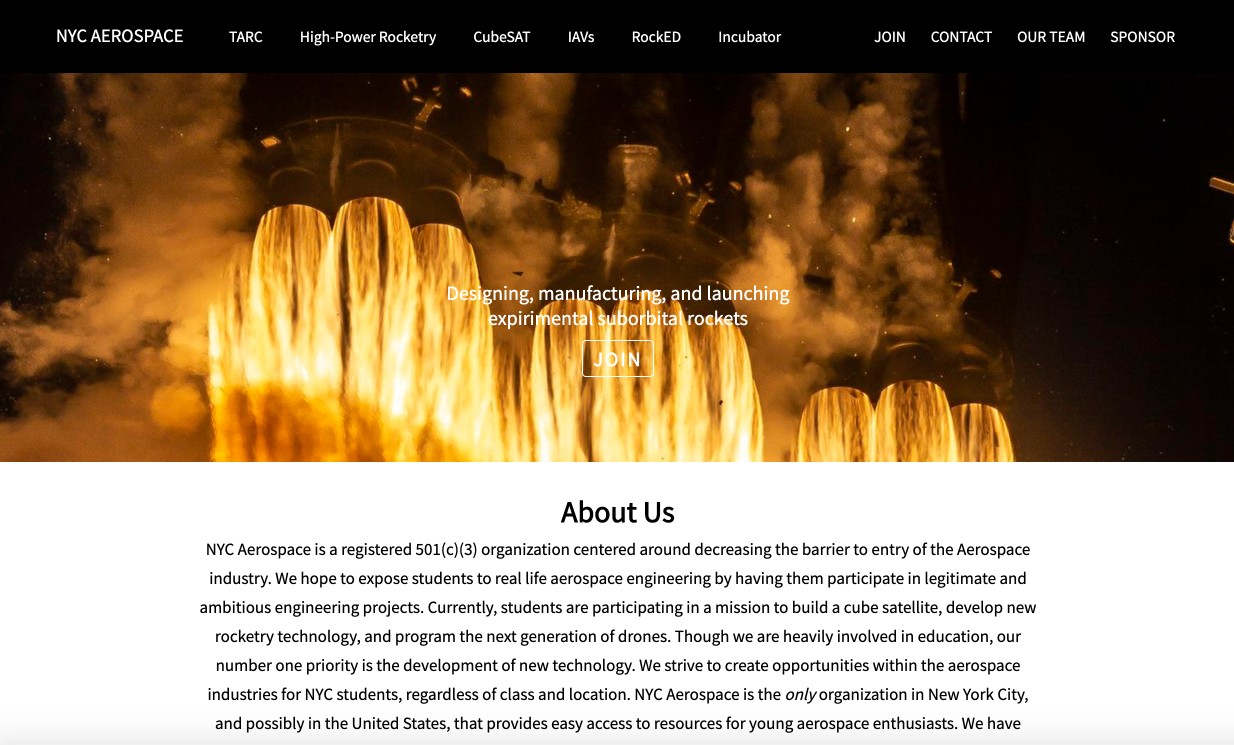 NYC AEROSPACE TARC High-Power Rocketry CubeSAT IAVs RockED Incubator JOIN CONTACT OUR TEAM SPONSOR
Designing, manufacturing, and launching
expirimental suborbital rockets
JOIN
About Us
NYC Aerospace is a registered 501(c)(3) organization centered around decreasing the barrier to entry of the Aerospace
industry. We hope to expose students to real life aerospace engineering by having them participate in legitimate and
ambitious engineering projects. Currently, students are participating in a mission to build a cube satellite, develop new
rocketry technology, and program the next generation of drones. Though we are heavily involved in education, our
number one priority is the development of new technology. We strive to create opportunities within the aerospace
industries for NYC students, regardless of class and location. NYC Aerospace is the only organization in New York City,
and possibly in the United States, that provides easy access to resources for young aerospace enthusiasts. We have